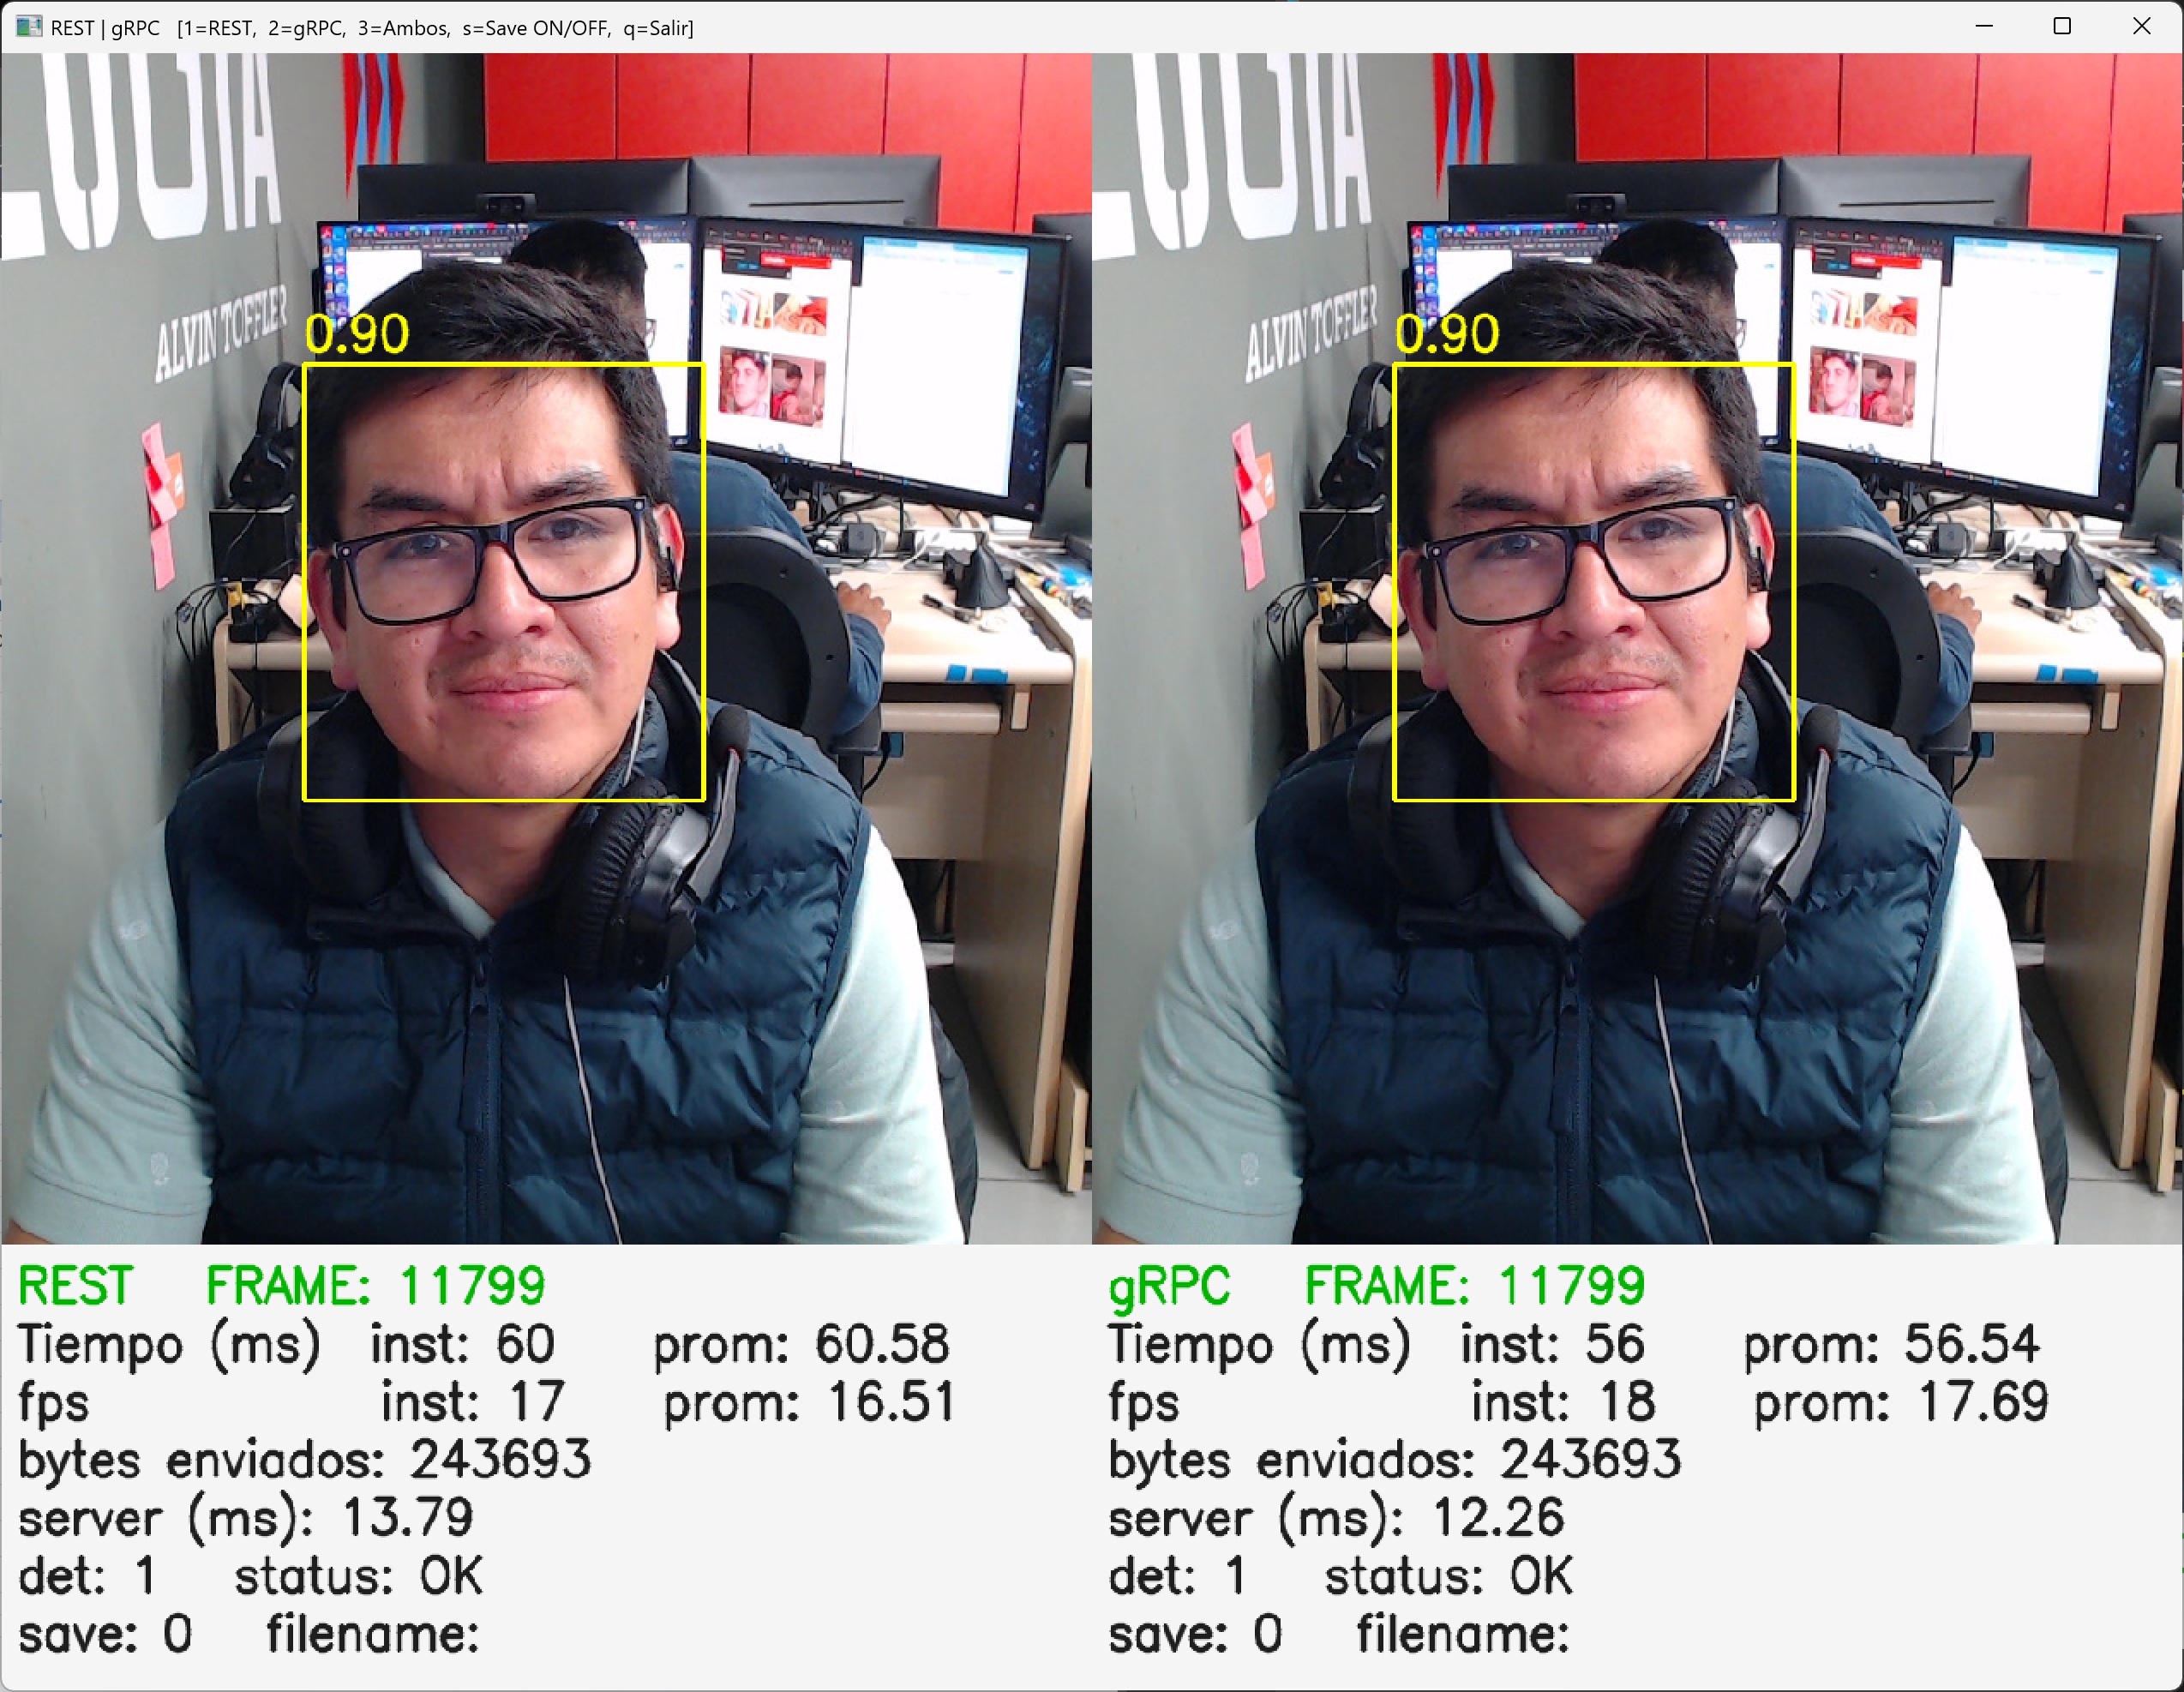 REST | gRPC [1=REST, 2=gRPC, 3=Ambos, s=Save ON/OFF, q=Salir]
LOGIA
ALVIN TOFFLER
0.90
LOGIA
ALVIN TOFFLER
0.90
REST FRAME: 11799
Tiempo (ms) inst: 60 prom: 60.58
fps inst: 17 prom: 16.51
bytes enviados: 243693
server (ms): 13.79
det: 1 status: OK
save: 0 filename:
gRPC FRAME: 11799
Tiempo (ms) inst: 56 prom: 56.54
fps inst: 18 prom: 17.69
bytes enviados: 243693
server (ms): 12.26
det: 1 status: OK
save: 0 filename: